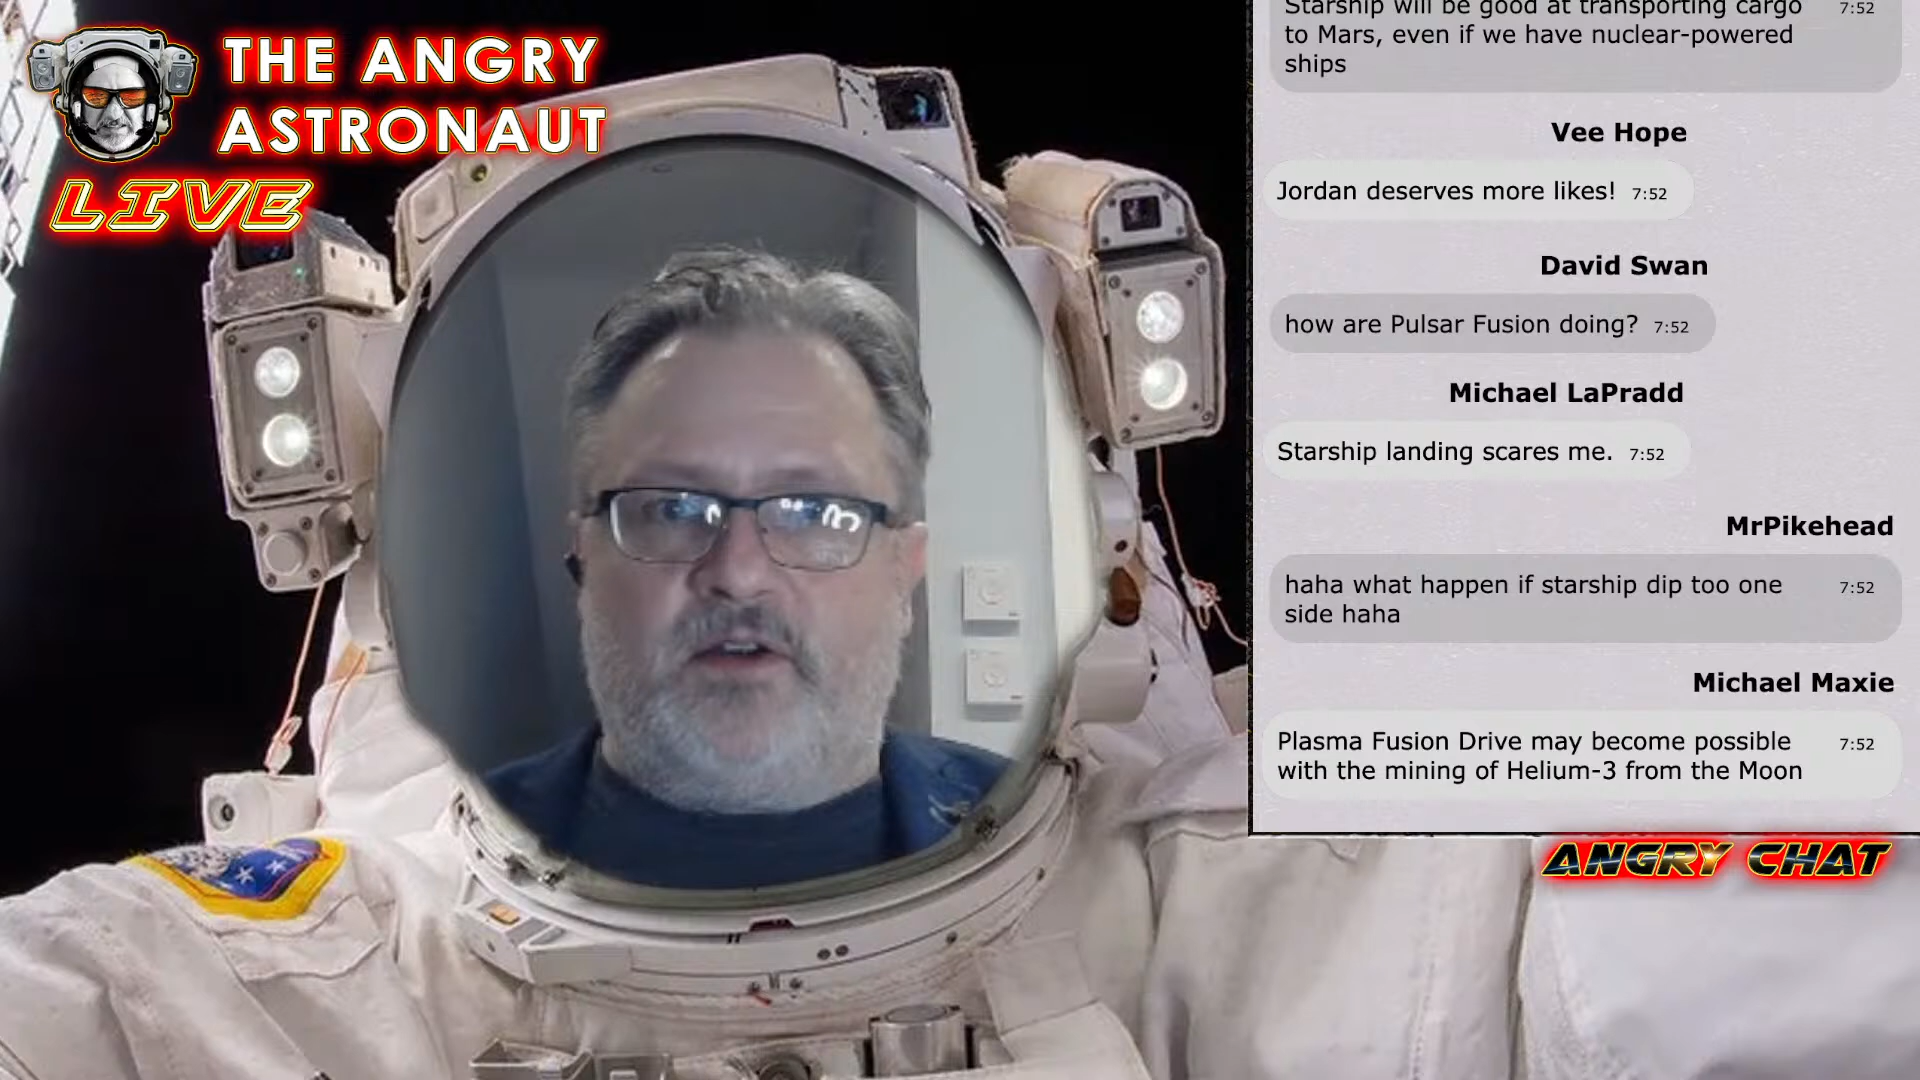 THE ANGRY
ASTRONAUT
LIVE
Starship will be good at transporting cargo 7:52
to Mars, even if we have nuclear-powered
ships
Vee Hope
Jordan deserves more likes! 7:52
David Swan
how are Pulsar Fusion doing? 7:52
Michael LaPradd
Starship landing scares me. 7:52
MrPikehead
haha what happen if starship dip too one 7:52
side haha
Michael Maxie
Plasma Fusion Drive may become possible 7:52
with the mining of Helium-3 from the Moon
ANGRY CHAT